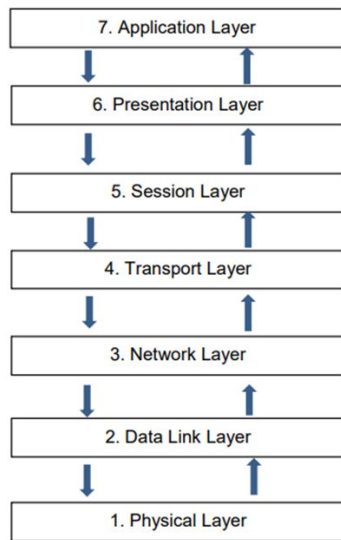 7. Application Layer
6. Presentation Layer
5. Session Layer
4. Transport Layer
3. Network Layer
2. Data Link Layer
1. Physical Layer